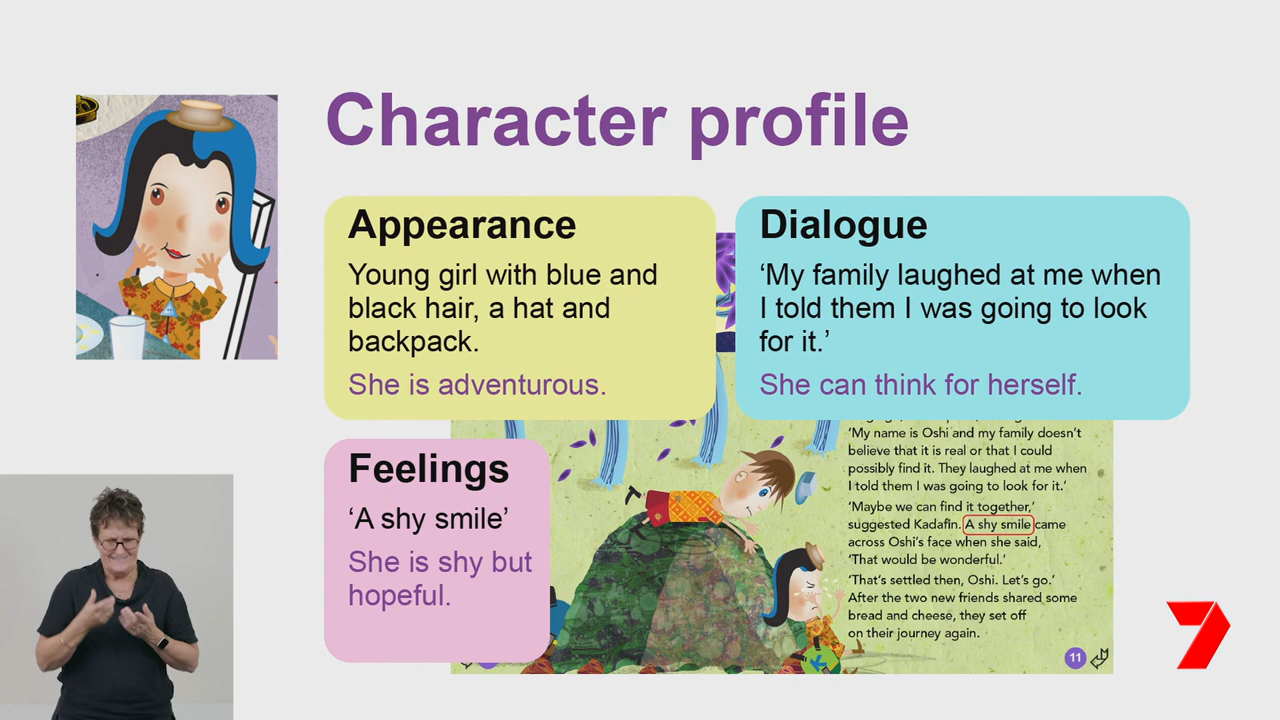 Character profile
Appearance
Young girl with blue and
black hair, a hat and
backpack.
She is adventurous.
Dialogue
‘My family laughed at me when
I told them I was going to look
for it.’
She can think for herself.
Feelings
‘A shy smile’
She is shy but
hopeful.
‘My name is Oshi and my family doesn’t
believe that it is real or that I could
possibly find it. They laughed at me when
I told them I was going to look for it.’
‘Maybe we can find it together,’
suggested Kadafin. A shy smile came
across Oshi’s face when she said,
‘That would be wonderful.’
‘That’s settled then, Oshi. Let’s go.’
After the two new friends shared some
bread and cheese, they set off
on their journey again.
11
7